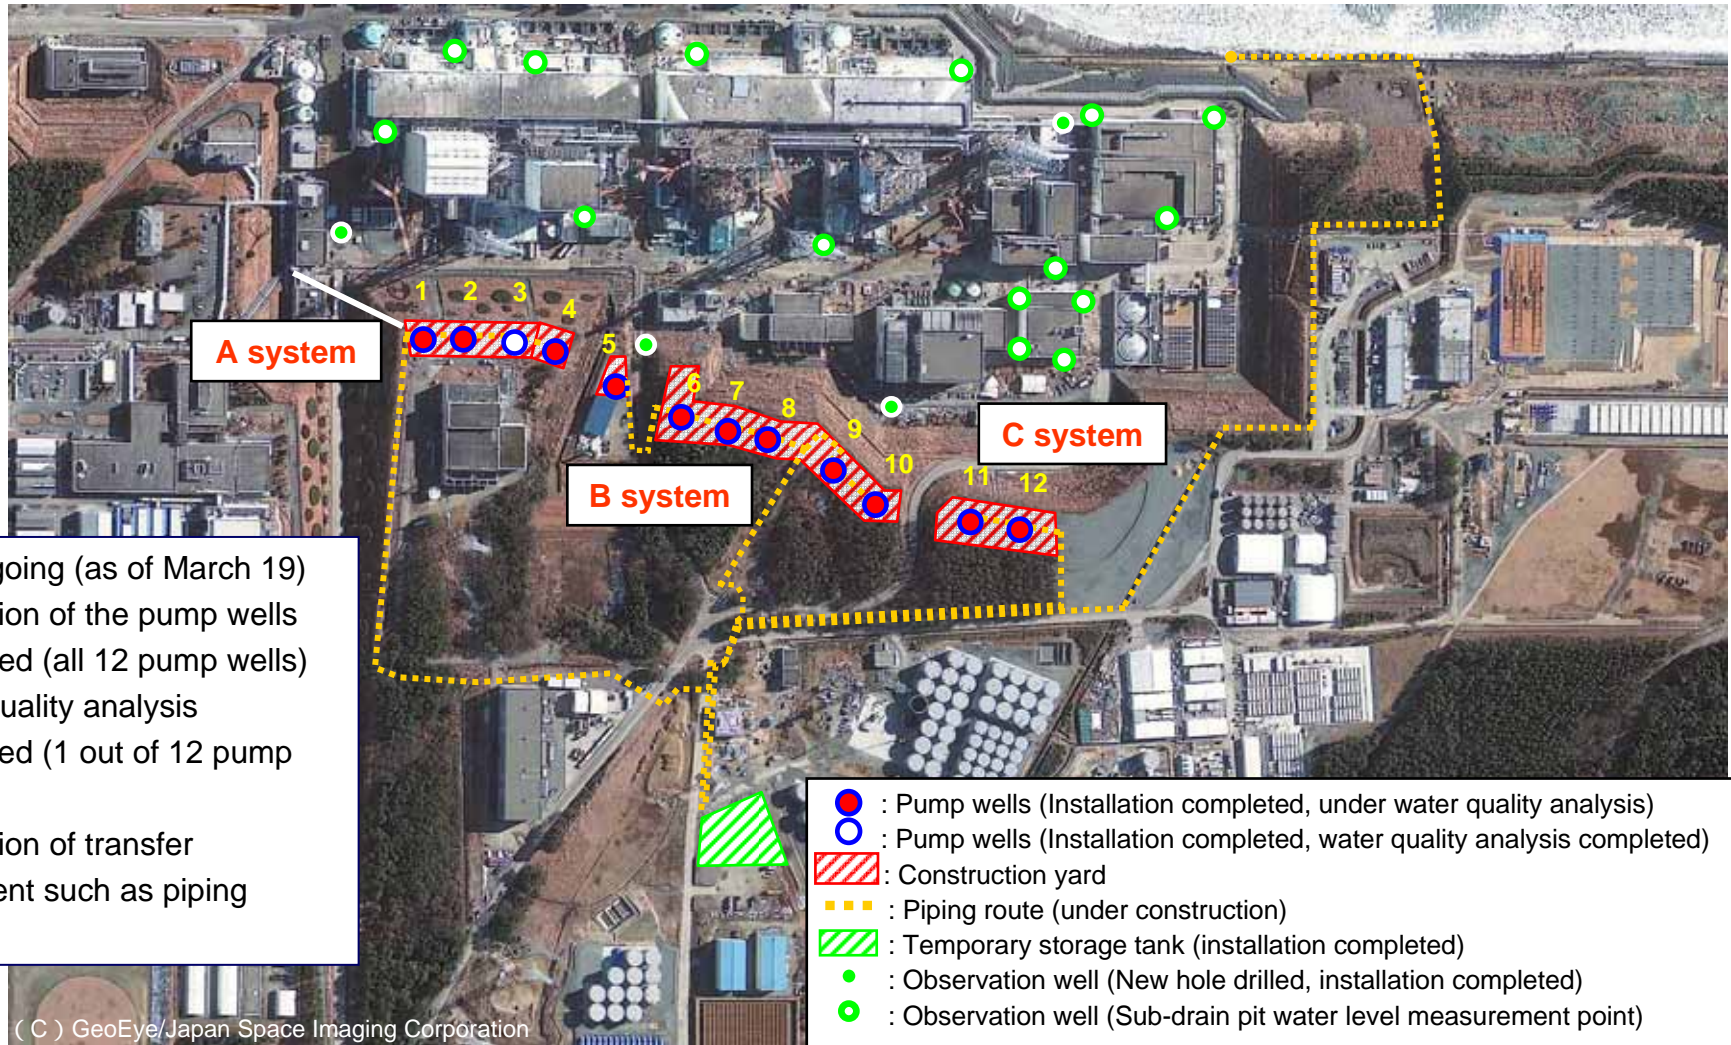 1
2
3
4
5
A system
6
7
8
9
10
C system
11
12
B system
going (as of March 19)
ion of the pump wells
ed (all 12 pump wells)
uality analysis
ed (1 out of 12 pump
ion of transfer
ent such as piping
: Pump wells (Installation completed, under water quality analysis)
: Pump wells (Installation completed, water quality analysis completed)
: Construction yard
: Piping route (under construction)
: Temporary storage tank (installation completed)
: Observation well (New hole drilled, installation completed)
: Observation well (Sub-drain pit water level measurement point)
( C ) GeoEye/Japan Space Imaging Corporation